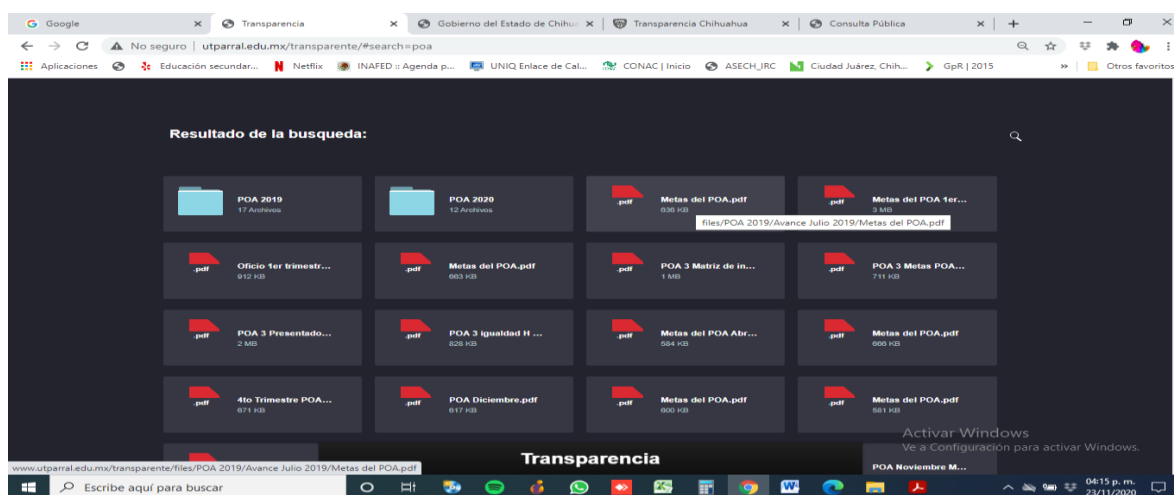 Google
Transparencia
Gobierno del Estado de Chihua
Transparencia Chihuahua
Consulta Pública
No seguro | utparral.edu.mx/transparente/#search=poa
Aplicaciones
Educación secundar...
Netflix
INAFED :: Agenda p...
UNIQ Enlace de Cal...
CONAC | Inicio
ASECH_IRC
Ciudad Juárez, Chih...
GpR | 2015
»
Otros favoritos
Resultado de la busqueda:
POA 2019
17 Archivos
POA 2020
12 Archivos
.pdf
Metas del POA.pdf
636 KB
.pdf
Metas del POA 1er...
3 MB
files/POA 2019/Avance Julio 2019/Metas del POA.pdf
.pdf
Oficio 1er trimestr...
912 KB
.pdf
Metas del POA.pdf
663 KB
.pdf
POA 3 Matriz de in...
1 MB
.pdf
POA 3 Metas POA...
711 KB
.pdf
POA 3 Presentado...
2 MB
.pdf
POA 3 igualdad H ...
828 KB
.pdf
Metas del POA Abr...
584 KB
.pdf
Metas del POA.pdf
666 KB
.pdf
4to Trimestre POA...
671 KB
.pdf
POA Diciembre.pdf
617 KB
.pdf
Metas del POA.pdf
600 KB
.pdf
Metas del POA.pdf
581 KB
Activar Windows
Ve a Configuración para activar Windows.
Transparencia
POA Noviembre M...
www.utparral.edu.mx/transparente/files/POA 2019/Avance Julio 2019/Metas del POA.pdf
Escribe aquí para buscar
04:15 p. m.
23/11/2020